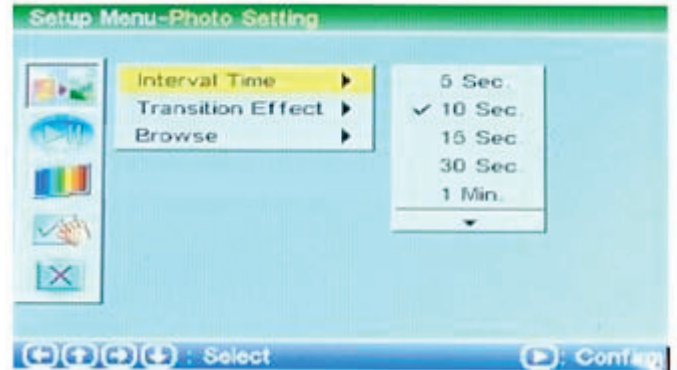 Setup Menu-Photo Setting
Interval Time
Transition Effect
Browse
5 Sec.
10 Sec.
15 Sec.
30 Sec.
1 Min.
: Select
: Confirm